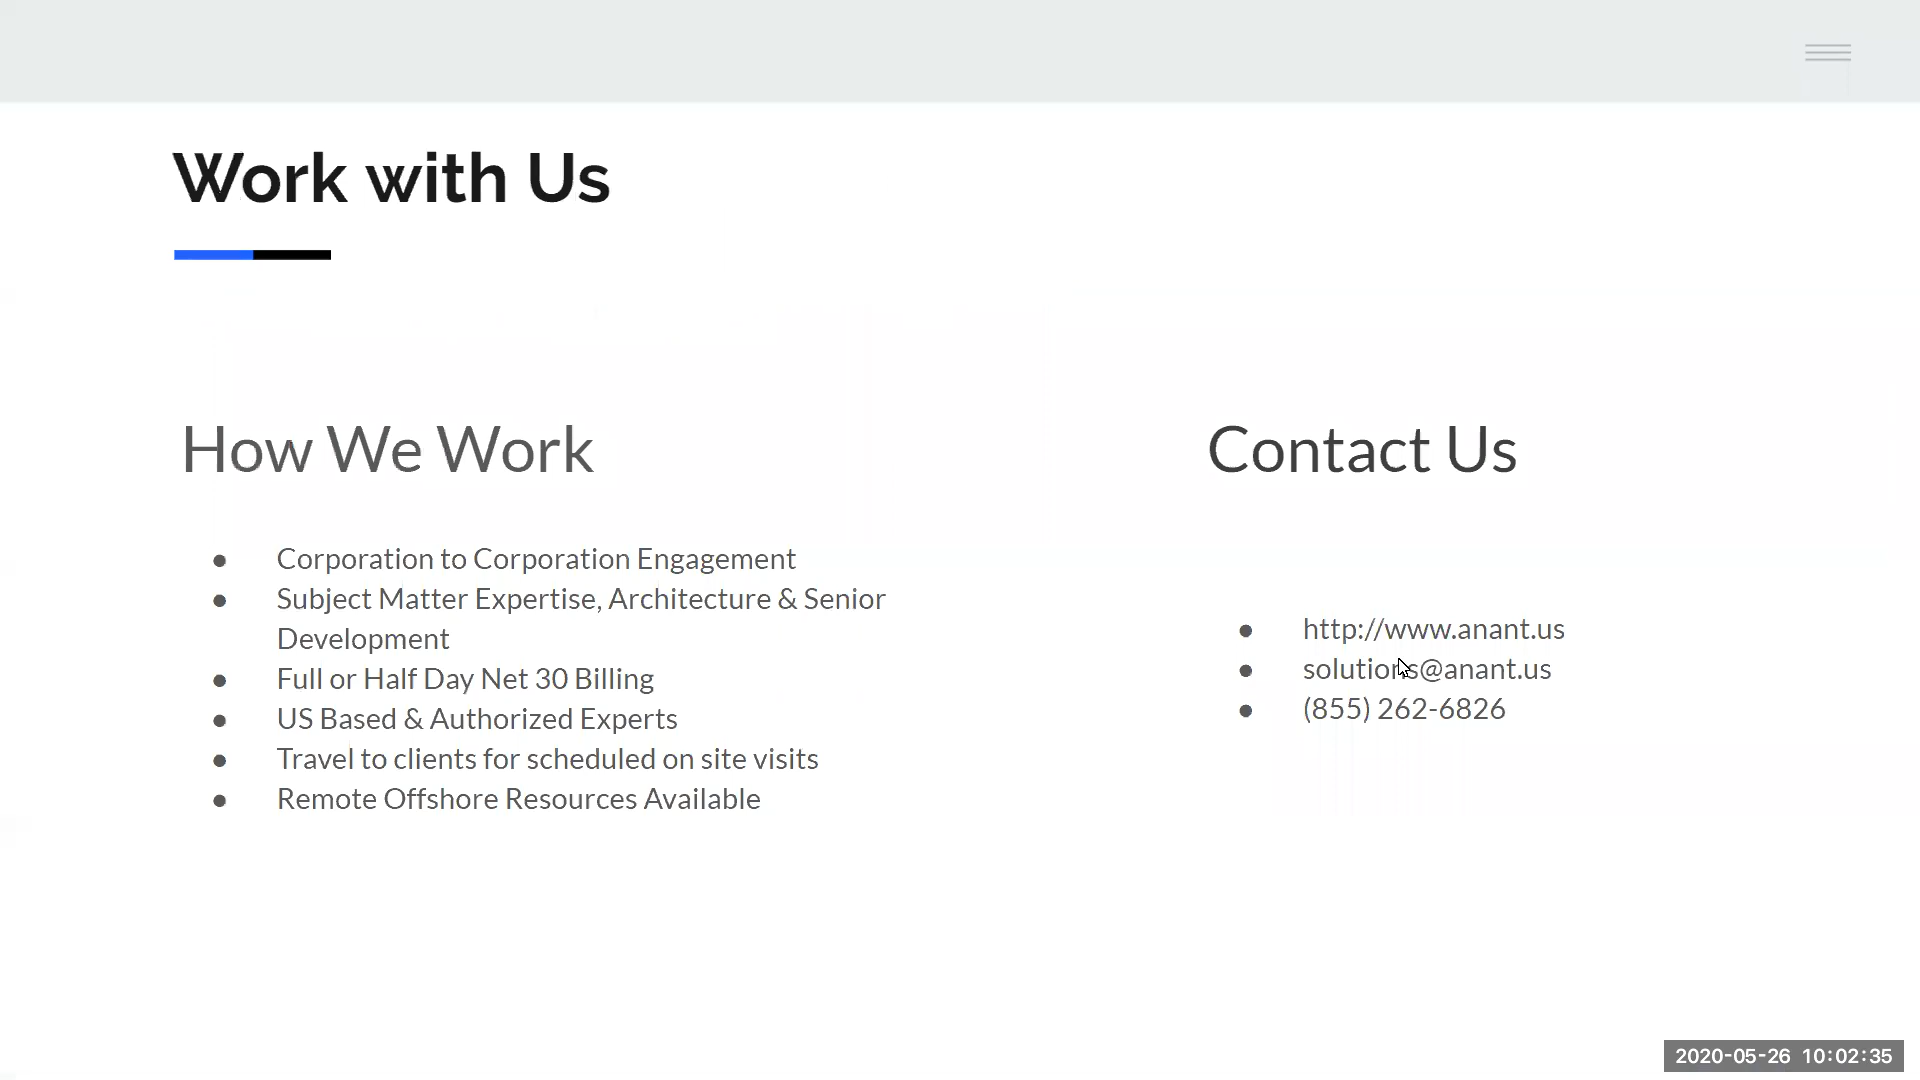 Work with Us
How We Work
● Corporation to Corporation Engagement
● Subject Matter Expertise, Architecture & Senior
Development
● Full or Half Day Net 30 Billing
● US Based & Authorized Experts
● Travel to clients for scheduled on site visits
● Remote Offshore Resources Available
Contact Us
● http://www.anant.us
● solutions@anant.us
● (855) 262-6826
2020-05-26 10:02:35